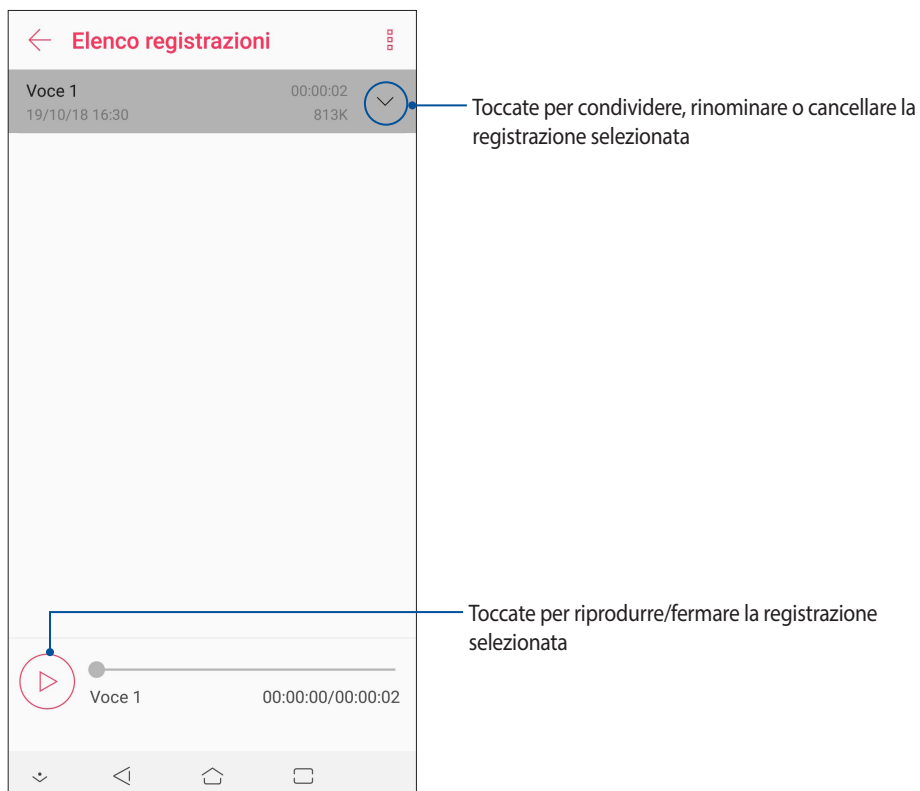 Elenco registrazioni
Voce 1
00:00:02
19/10/18 16:30
813K
Toccate per condividere, rinominare o cancellare la
registrazione selezionata
Toccate per riprodurre/fermare la registrazione
selezionata
Voce 1
00:00:00/00:00:02